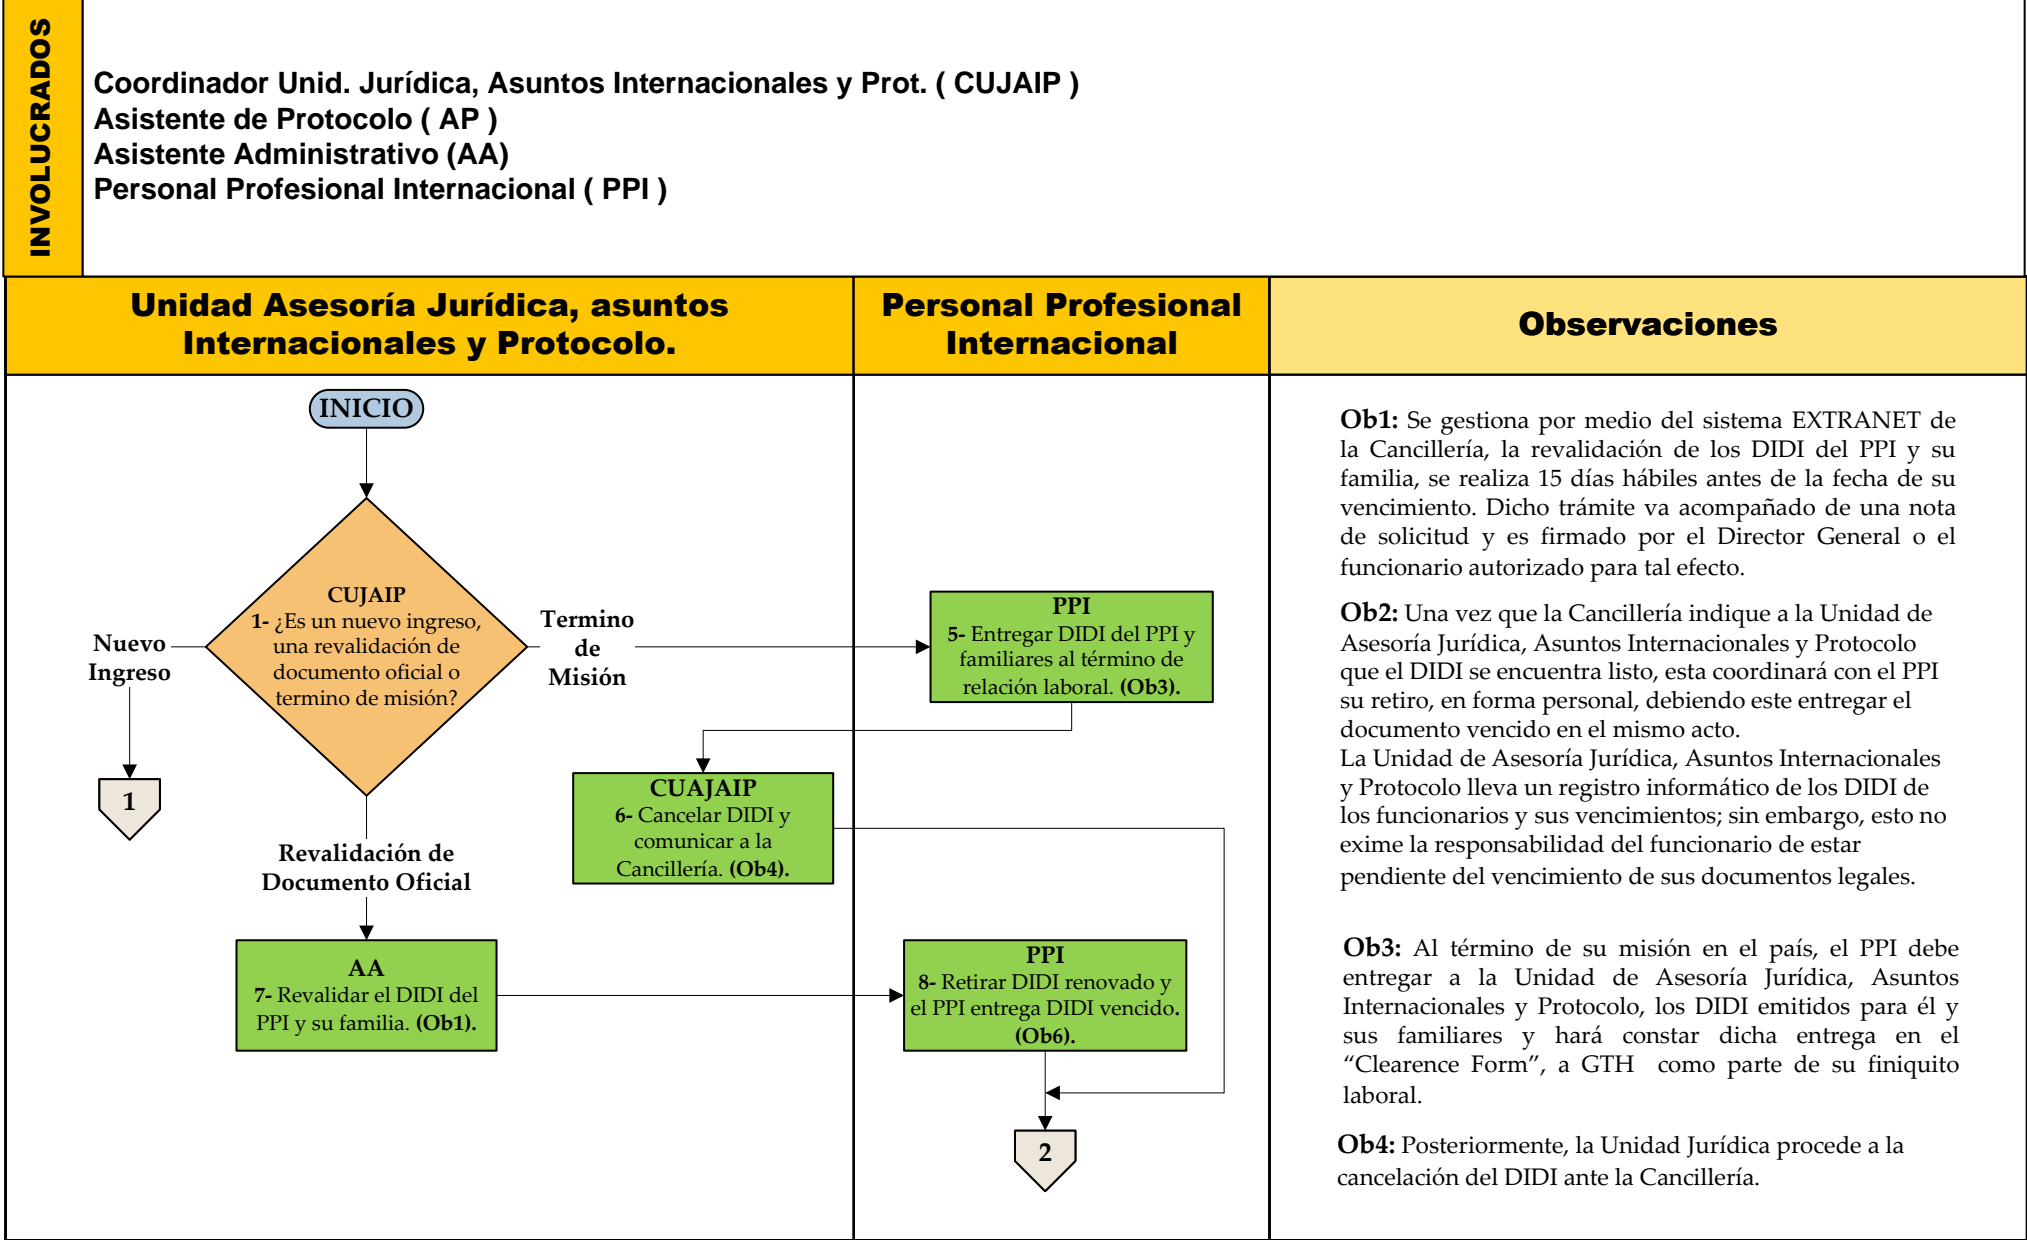 INVOLUCRADOS
Coordinador Unid. Jurídica, Asuntos Internacionales y Prot. ( CUJAIP )
Asistente de Protocolo ( AP )
Asistente Administrativo (AA)
Personal Profesional Internacional ( PPI )
Unidad Asesoría Jurídica, asuntos
Internacionales y Protocolo.
Personal Profesional
Internacional
Observaciones
INICIO
CUJAIP
1- ¿Es un nuevo ingreso,
una revalidación de
documento oficial o
termino de misión?
Nuevo
Ingreso
1
Termino
de
Misión
PPI
5- Entregar DIDI del PPI y
familiares al término de
relación laboral. (Ob3).
CUAJAIP
6- Cancelar DIDI y
comunicar a la
Cancillería. (Ob4).
Revalidación de
Documento Oficial
AA
7- Revalidar el DIDI del
PPI y su familia. (Ob1).
PPI
8- Retirar DIDI renovado y
el PPI entrega DIDI vencido.
(Ob6).
2
Ob1: Se gestiona por medio del sistema EXTRANET de
la Cancillería, la revalidación de los DIDI del PPI y su
familia, se realiza 15 días hábiles antes de la fecha de su
vencimiento. Dicho trámite va acompañado de una nota
de solicitud y es firmado por el Director General o el
funcionario autorizado para tal efecto.
Ob2: Una vez que la Cancillería indique a la Unidad de
Asesoría Jurídica, Asuntos Internacionales y Protocolo
que el DIDI se encuentra listo, esta coordinará con el PPI
su retiro, en forma personal, debiendo este entregar el
documento vencido en el mismo acto.
La Unidad de Asesoría Jurídica, Asuntos Internacionales
y Protocolo lleva un registro informático de los DIDI de
los funcionarios y sus vencimientos; sin embargo, esto no
exime la responsabilidad del funcionario de estar
pendiente del vencimiento de sus documentos legales.
Ob3: Al término de su misión en el país, el PPI debe
entregar a la Unidad de Asesoría Jurídica, Asuntos
Internacionales y Protocolo, los DIDI emitidos para él y
sus familiares y hará constar dicha entrega en el
“Clearence Form”, a GTH como parte de su finiquito
laboral.
Ob4: Posteriormente, la Unidad Jurídica procede a la
cancelación del DIDI ante la Cancillería.